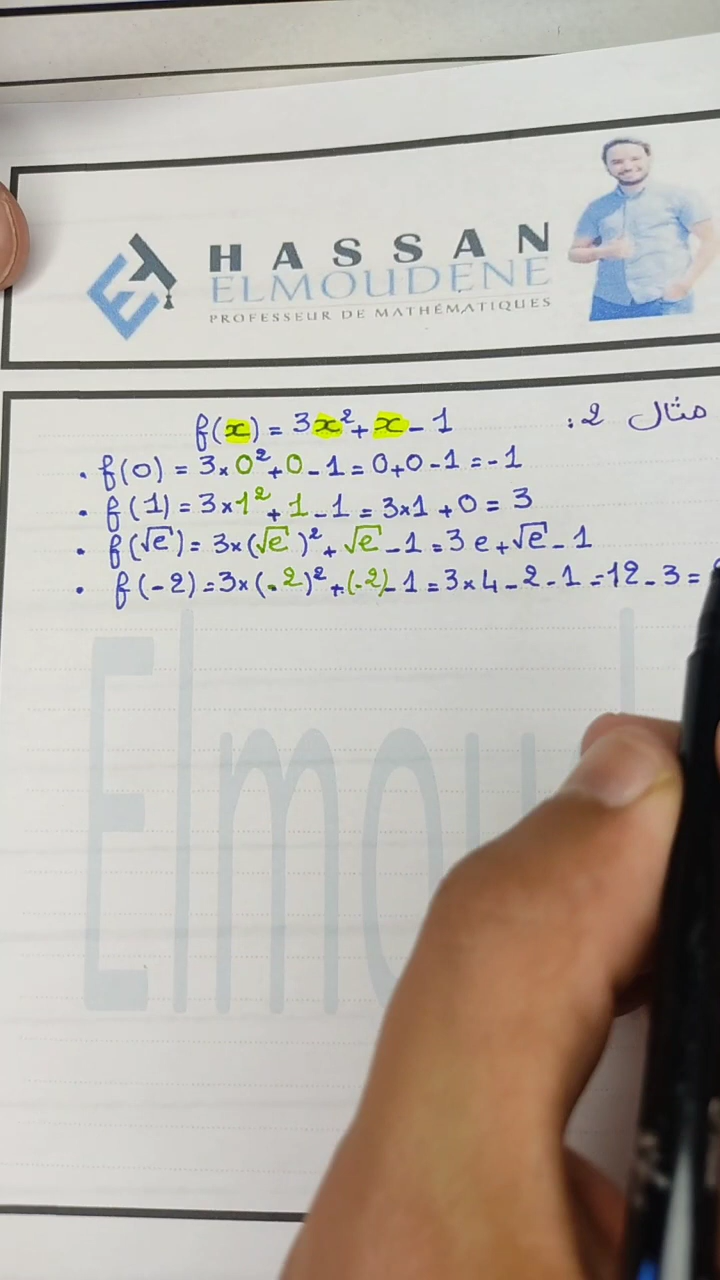 HASSAN
ELMOUDENE
PROFESSEUR DE MATHÉMATIQUES
مثال 2 :
f(x) = 3x² + x - 1
• f(0) = 3×0² + 0 - 1 = 0+0-1 = -1
• f(1) = 3×1² + 1 - 1 = 3×1 + 0 = 3
• f(√e) = 3×(√e)² + √e - 1 = 3e + √e - 1
• f(-2) = 3×(-2)² + (-2) - 1 = 3×4 - 2 - 1 = 12 - 3 =